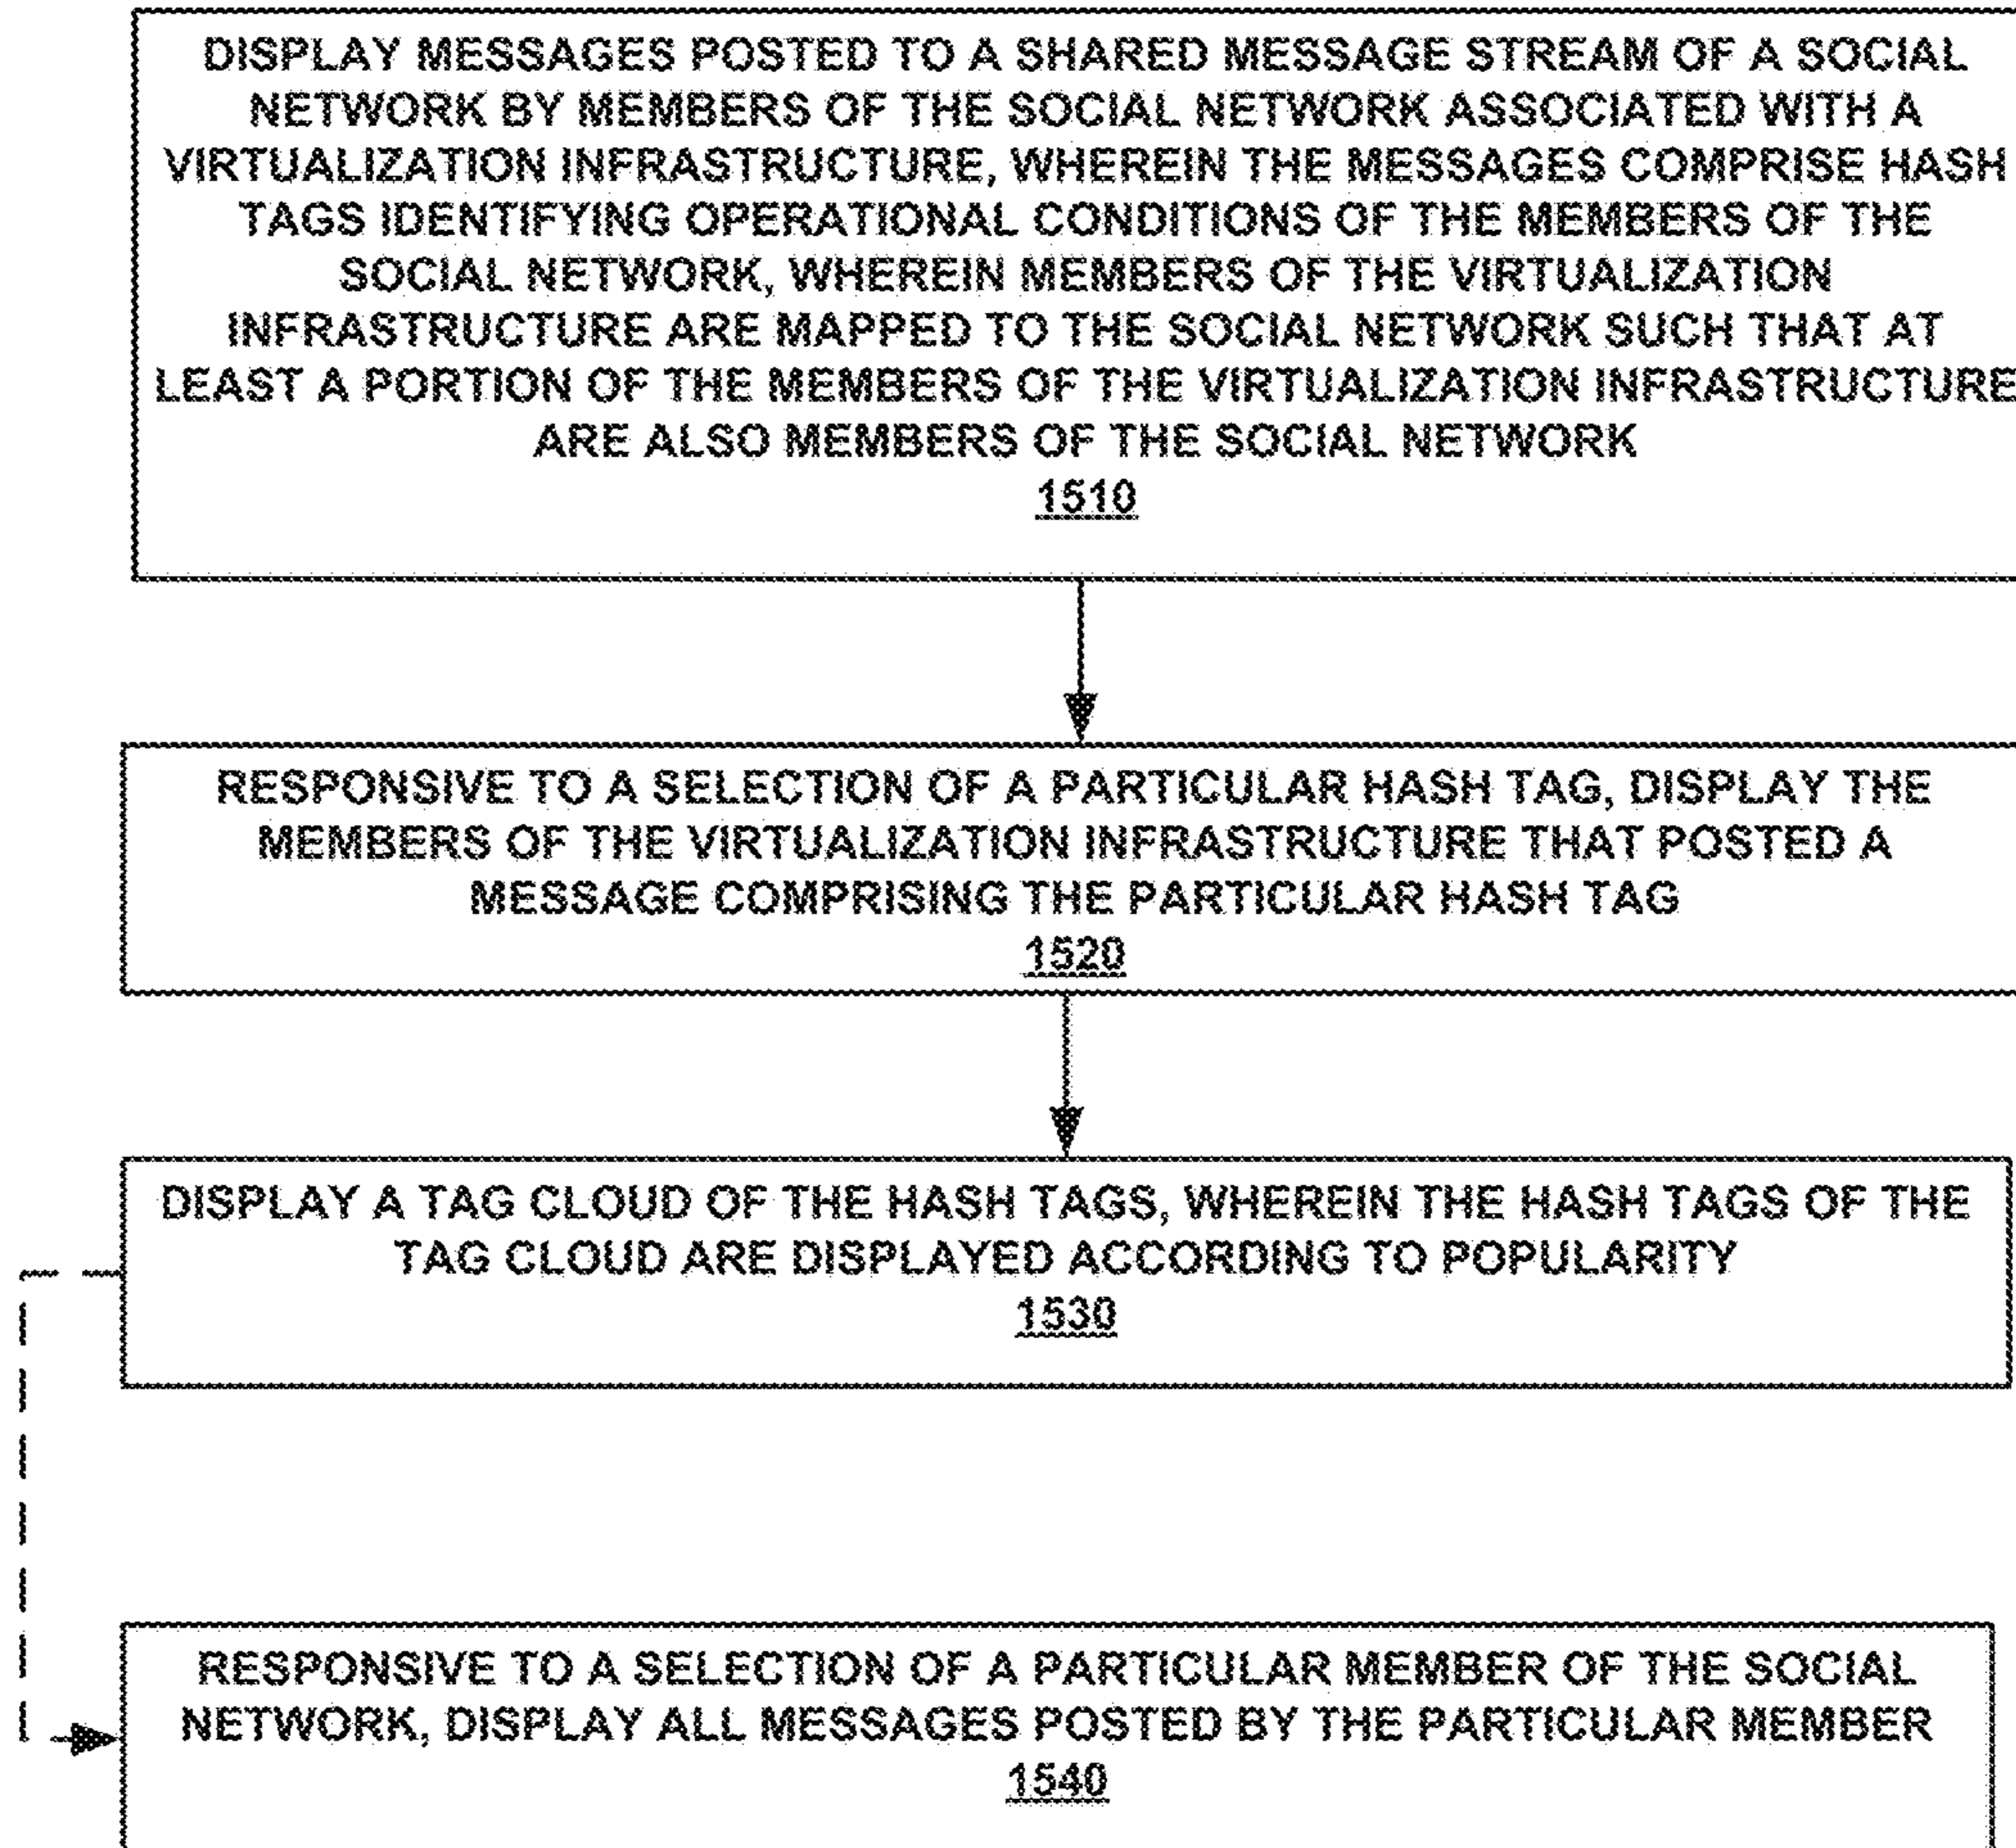 DISPLAY MESSAGES POSTED TO A SHARED MESSAGE STREAM OF A SOCIAL
NETWORK BY MEMBERS OF THE SOCIAL NETWORK ASSOCIATED WITH A
VIRTUALIZATION INFRASTRUCTURE, WHEREIN THE MESSAGES COMPRISE HASH
TAGS IDENTIFYING OPERATIONAL CONDITIONS OF THE MEMBERS OF THE
SOCIAL NETWORK, WHEREIN MEMBERS OF THE VIRTUALIZATION
INFRASTRUCTURE ARE MAPPED TO THE SOCIAL NETWORK SUCH THAT AT
LEAST A PORTION OF THE MEMBERS OF THE VIRTUALIZATION INFRASTRUCTURE
ARE ALSO MEMBERS OF THE SOCIAL NETWORK
1510
RESPONSIVE TO A SELECTION OF A PARTICULAR HASH TAG, DISPLAY THE
MEMBERS OF THE VIRTUALIZATION INFRASTRUCTURE THAT POSTED A
MESSAGE COMPRISING THE PARTICULAR HASH TAG
1520
DISPLAY A TAG CLOUD OF THE HASH TAGS, WHEREIN THE HASH TAGS OF THE
TAG CLOUD ARE DISPLAYED ACCORDING TO POPULARITY
1530
RESPONSIVE TO A SELECTION OF A PARTICULAR MEMBER OF THE SOCIAL
NETWORK, DISPLAY ALL MESSAGES POSTED BY THE PARTICULAR MEMBER
1540